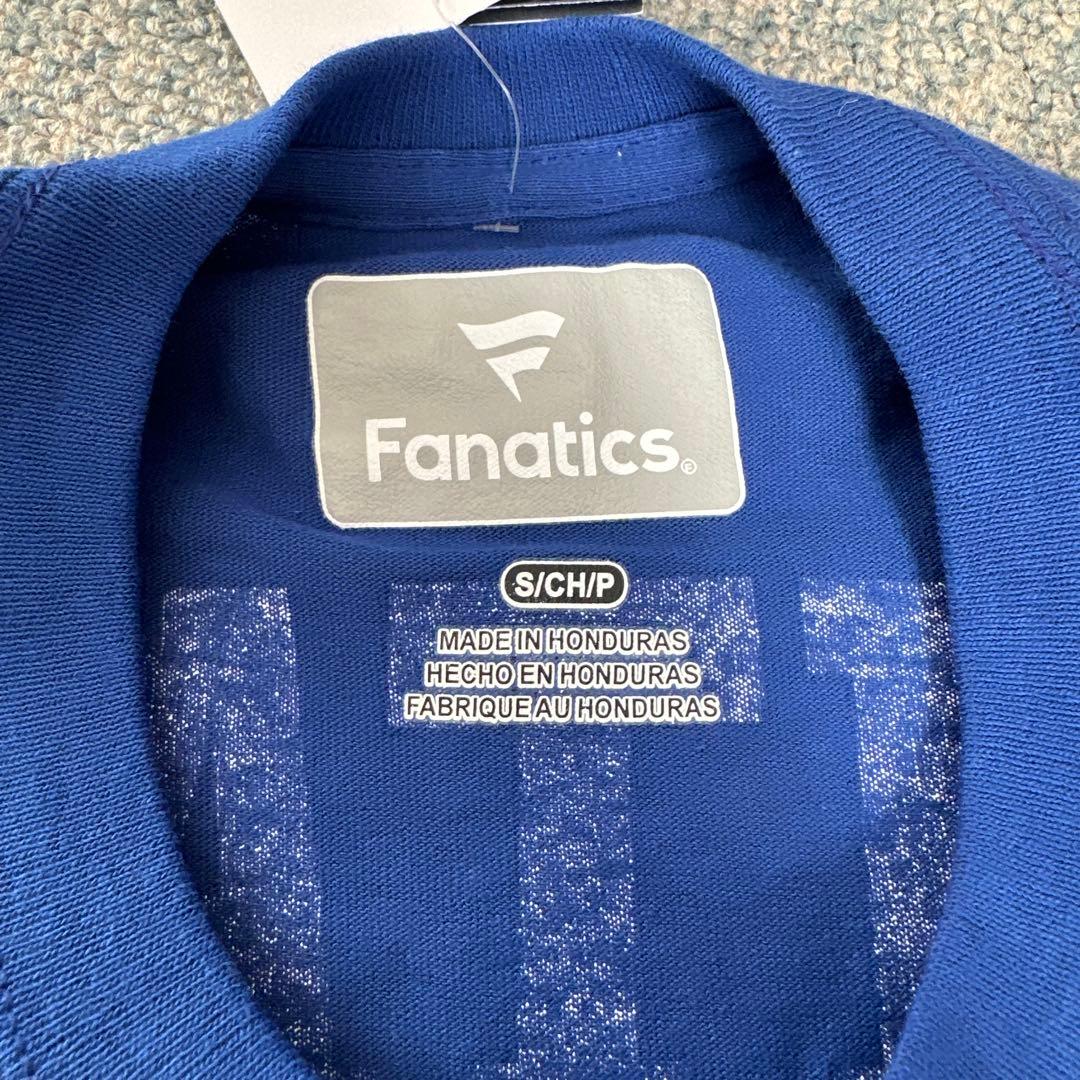 Fanatics.
S/CH/P
MADE IN HONDURAS
HECHO EN HONDURAS
FABRIQUE AU HONDURAS